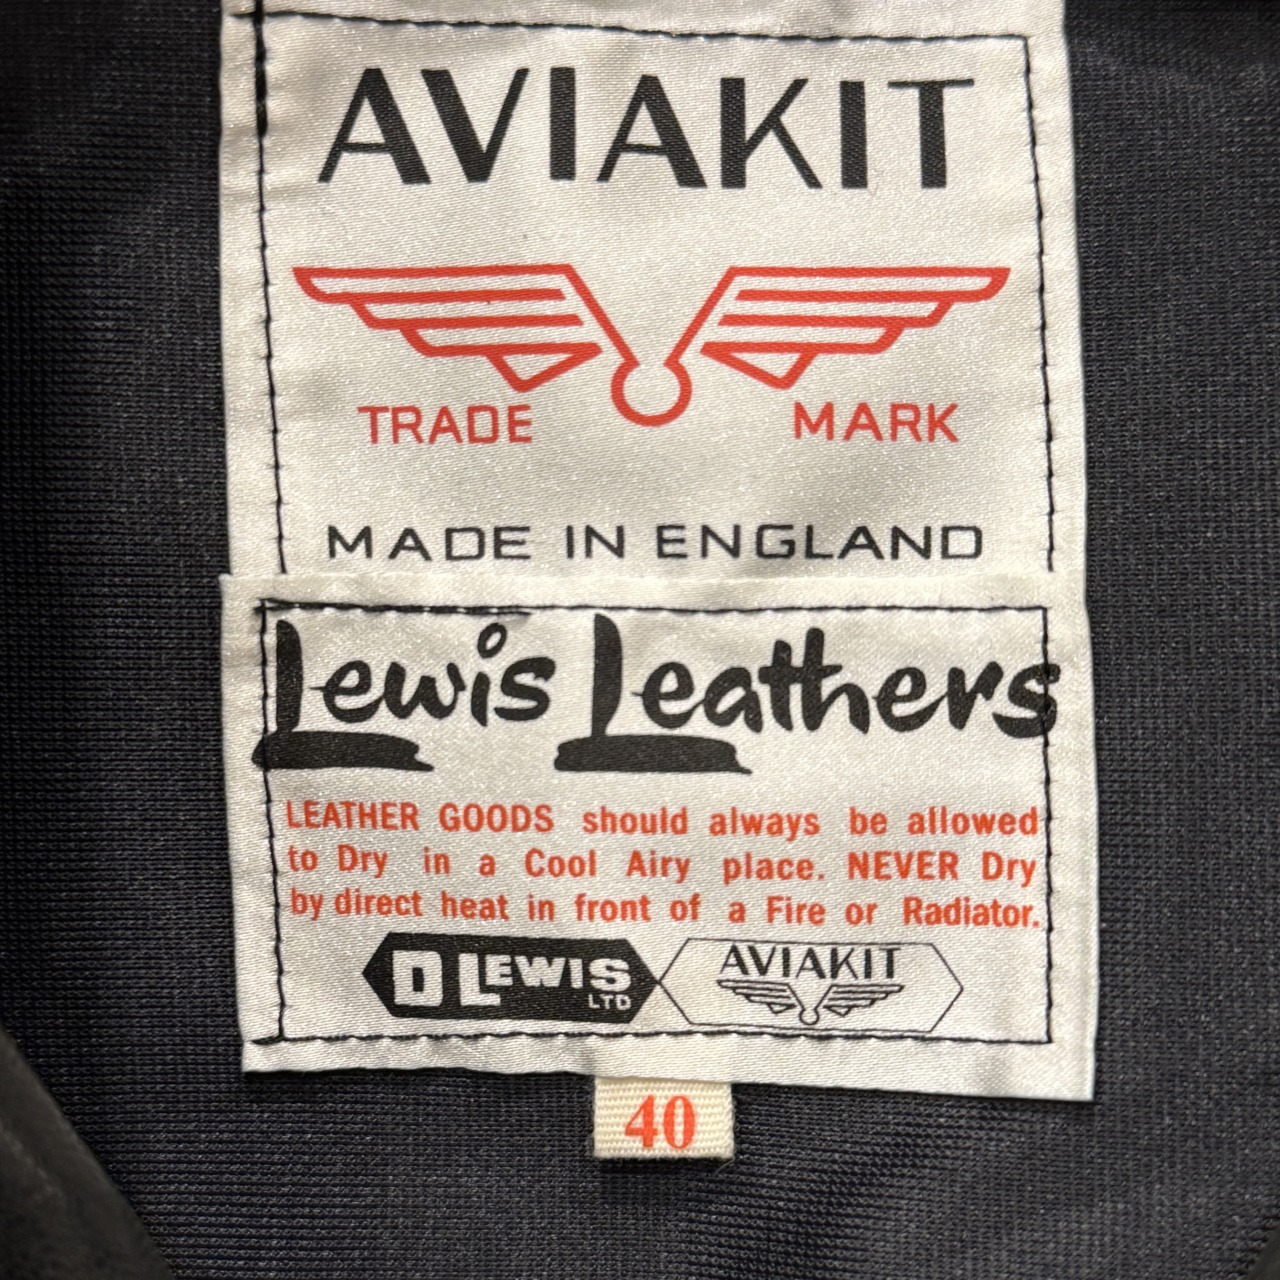 AVIAKIT
TRADE MARK
MADE IN ENGLAND
Lewis Leathers
LEATHER GOODS should always be allowed
to Dry in a Cool Airy place. NEVER Dry
by direct heat in front of a Fire or Radiator.
D LEWIS LTD AVIAKIT
40